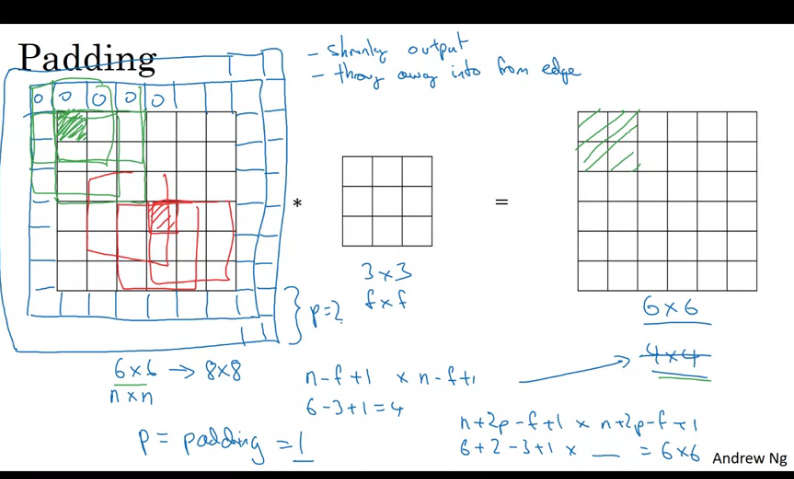 Padding
- shrinky output
- throw away info from edge
0 0 0 0 0
*
=
3 × 3
f × f
6 × 6
4 × 4
p = 2
6 × 6 → 8 × 8
n × n
n - f + 1 × n - f + 1
6 - 3 + 1 = 4
n + 2p - f + 1 × n + 2p - f + 1
6 + 2 - 3 + 1 × __ = 6 × 6
p = padding = 1
Andrew Ng